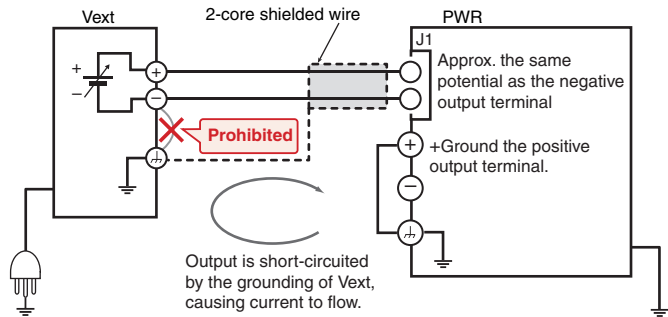 2-core shielded wire
Vext
PWR
J1
+
−
+
−
Approx. the same
potential as the negative
output terminal
Prohibited
+
+Ground the positive
output terminal.
−
Output is short-circuited
by the grounding of Vext,
causing current to flow.